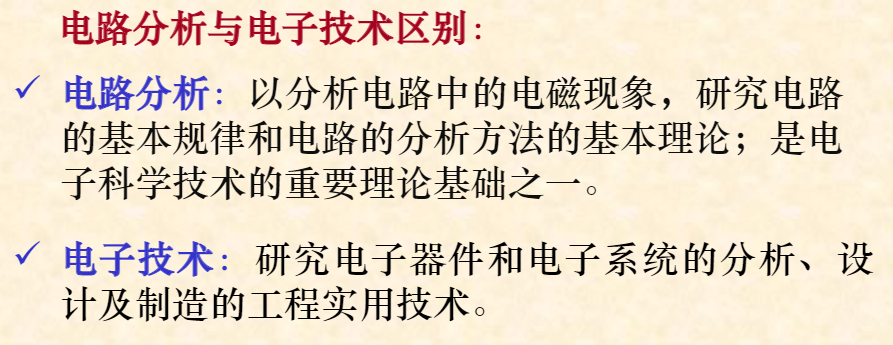 电路分析与电子技术区别：
✓ 电路分析：以分析电路中的电磁现象，研究电路
的基本规律和电路的分析方法的基本理论；是电
子科学技术的重要理论基础之一。
✓ 电子技术：研究电子器件和电子系统的分析、设
计及制造的工程实用技术。